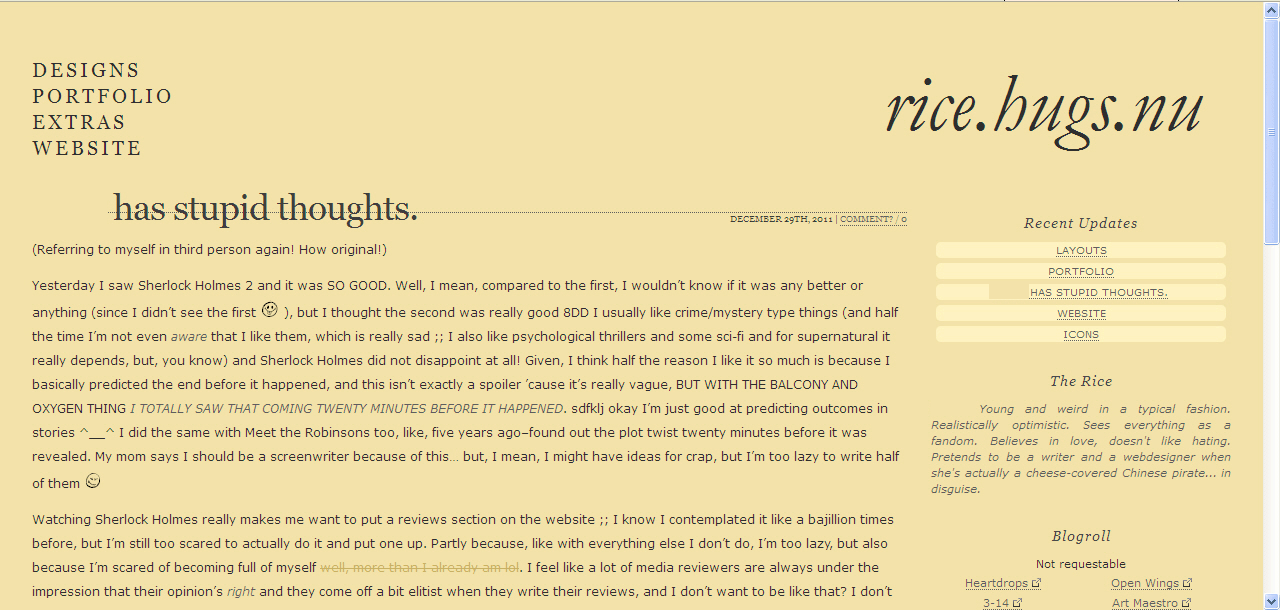 DESIGNS
PORTFOLIO
EXTRAS
WEBSITE
rice.hugs.nu
has stupid thoughts.
DECEMBER 29TH, 2011 | COMMENT? / 0
(Referring to myself in third person again! How original!)
Yesterday I saw Sherlock Holmes 2 and it was SO GOOD. Well, I mean, compared to the first, I wouldn't know if it was any better or
anything (since I didn't see the first ), but I thought the second was really good 8DD I usually like crime/mystery type things (and half
the time I'm not even aware that I like them, which is really sad ;; I also like psychological thrillers and some sci-fi and for supernatural it
really depends, but, you know) and Sherlock Holmes did not disappoint at all! Given, I think half the reason I like it so much is because I
basically predicted the end before it happened, and this isn't exactly a spoiler 'cause it's really vague, BUT WITH THE BALCONY AND
OXYGEN THING I TOTALLY SAW THAT COMING TWENTY MINUTES BEFORE IT HAPPENED. sdfklj okay I'm just good at predicting outcomes in
stories ^__^ I did the same with Meet the Robinsons too, like, five years ago–found out the plot twist twenty minutes before it was
revealed. My mom says I should be a screenwriter because of this… but, I mean, I might have ideas for crap, but I'm too lazy to write half
of them
Watching Sherlock Holmes really makes me want to put a reviews section on the website ;; I know I contemplated it like a bajillion times
before, but I'm still too scared to actually do it and put one up. Partly because, like with everything else I don't do, I'm too lazy, but also
because I'm scared of becoming full of myself well, more than I already am lol. I feel like a lot of media reviewers are always under the
impression that their opinion's right and they come off a bit elitist when they write their reviews, and I don't want to be like that? I don't
Recent Updates
LAYOUTS
PORTFOLIO
HAS STUPID THOUGHTS.
WEBSITE
ICONS
The Rice
Young and weird in a typical fashion.
Realistically optimistic. Sees everything as a
fandom. Believes in love, doesn't like hating.
Pretends to be a writer and a webdesigner when
she's actually a cheese-covered Chinese pirate... in
disguise.
Blogroll
Not requestable
Heartdrops Open Wings
3-14 Art Maestro